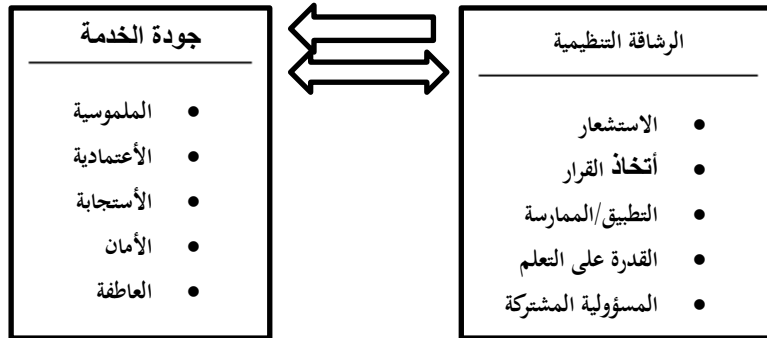 الرشاقة التنظيمية
الاستشعار
أتخاذ القرار
التطبيق/الممارسة
القدرة على التعلم
المسؤولية المشتركة
جودة الخدمة
الملموسية
الأعتمادية
الأستجابة
الأمان
العاطفة